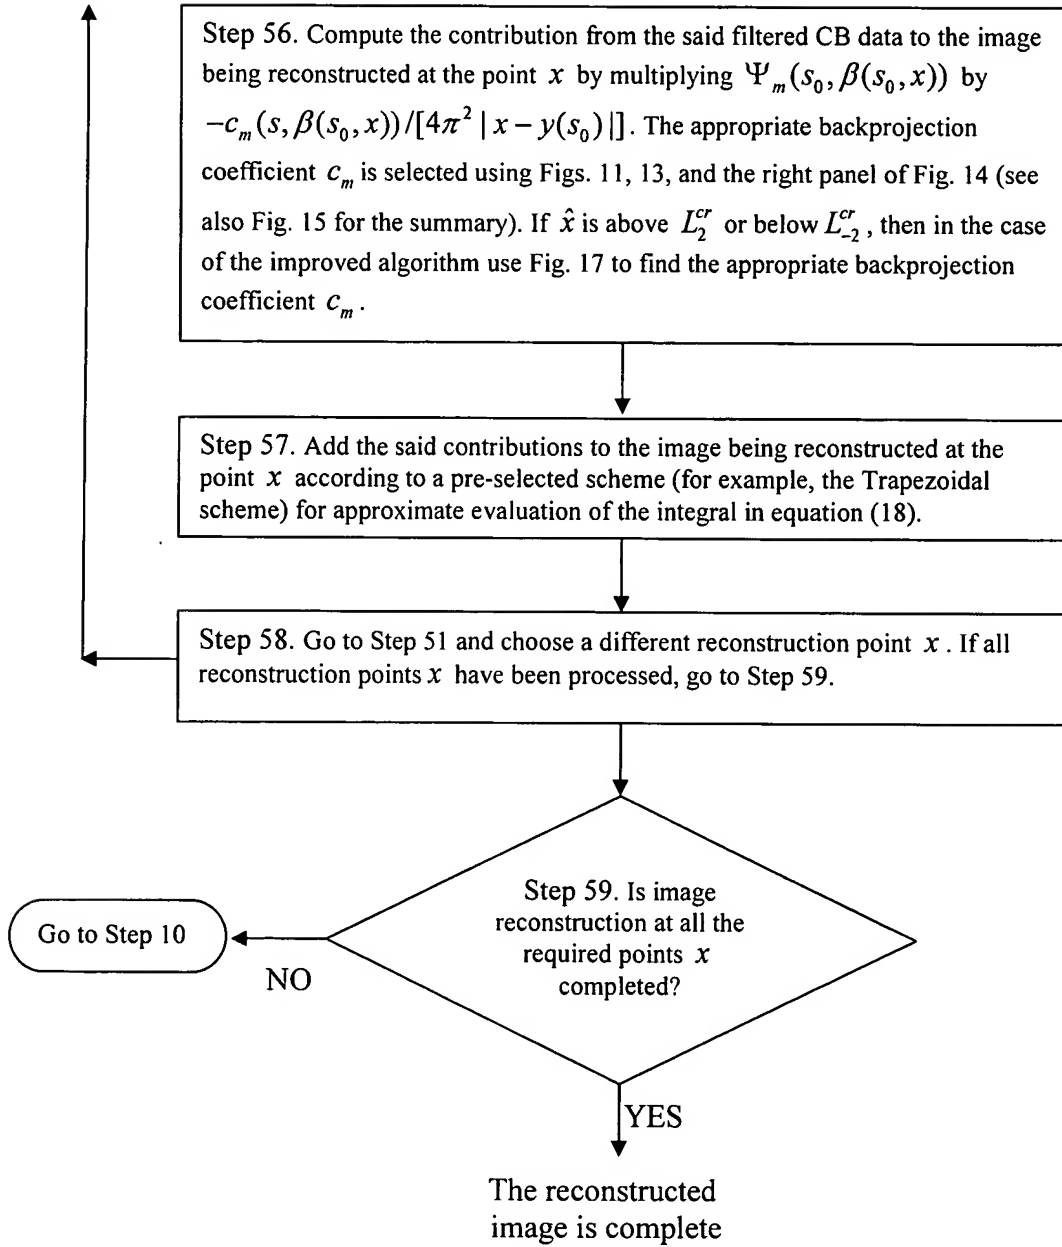 Step 56. Compute the contribution from the said filtered CB data to the image
being reconstructed at the point x by multiplying Ψ_m(s_0, β(s_0, x)) by
−c_m(s, β(s_0, x))/[4π² | x − y(s_0) |]. The appropriate backprojection
coefficient c_m is selected using Figs. 11, 13, and the right panel of Fig. 14 (see
also Fig. 15 for the summary). If x̂ is above L_2^{cr} or below L_{-2}^{cr}, then in the case
of the improved algorithm use Fig. 17 to find the appropriate backprojection
coefficient c_m.
Step 57. Add the said contributions to the image being reconstructed at the
point x according to a pre-selected scheme (for example, the Trapezoidal
scheme) for approximate evaluation of the integral in equation (18).
Step 58. Go to Step 51 and choose a different reconstruction point x. If all
reconstruction points x have been processed, go to Step 59.
Step 59. Is image
reconstruction at all the
required points x
completed?
Go to Step 10
NO
YES
The reconstructed
image is complete